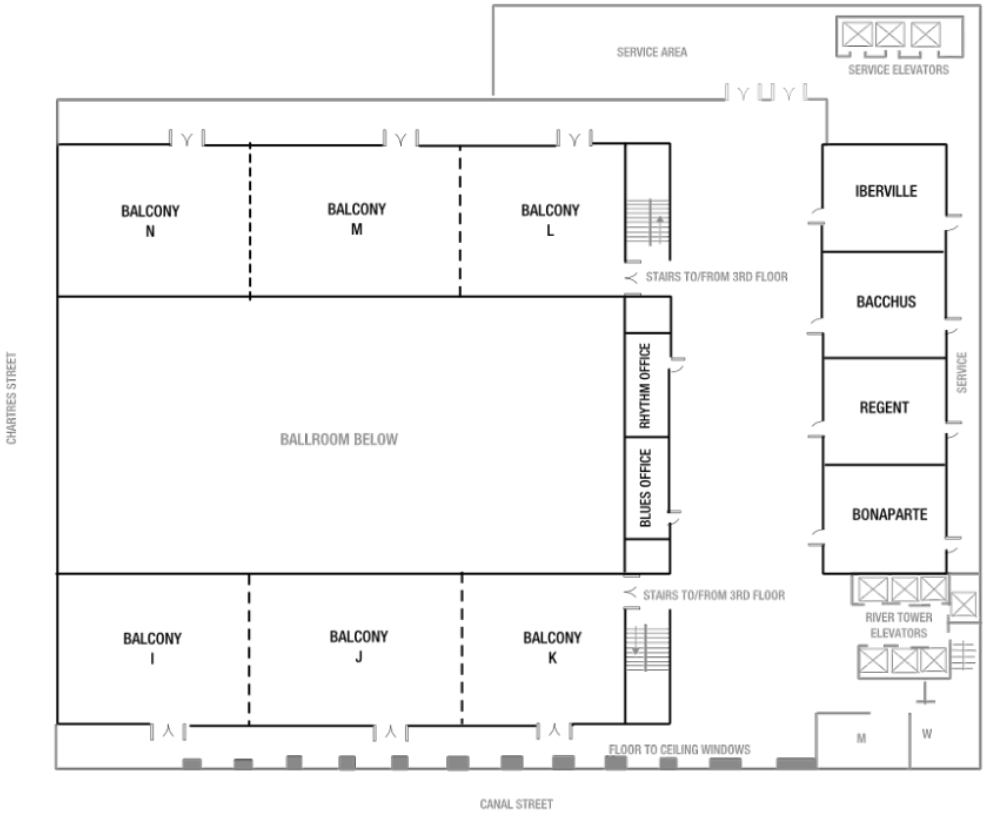 SERVICE AREA
SERVICE ELEVATORS
BALCONY
N
BALCONY
M
BALCONY
L
IBERVILLE
STAIRS TO/FROM 3RD FLOOR
BACCHUS
CHARTRES STREET
BALLROOM BELOW
RHYTHM OFFICE
BLUES OFFICE
REGENT
SERVICE
BONAPARTE
STAIRS TO/FROM 3RD FLOOR
RIVER TOWER
ELEVATORS
BALCONY
I
BALCONY
J
BALCONY
K
M
W
FLOOR TO CEILING WINDOWS
CANAL STREET